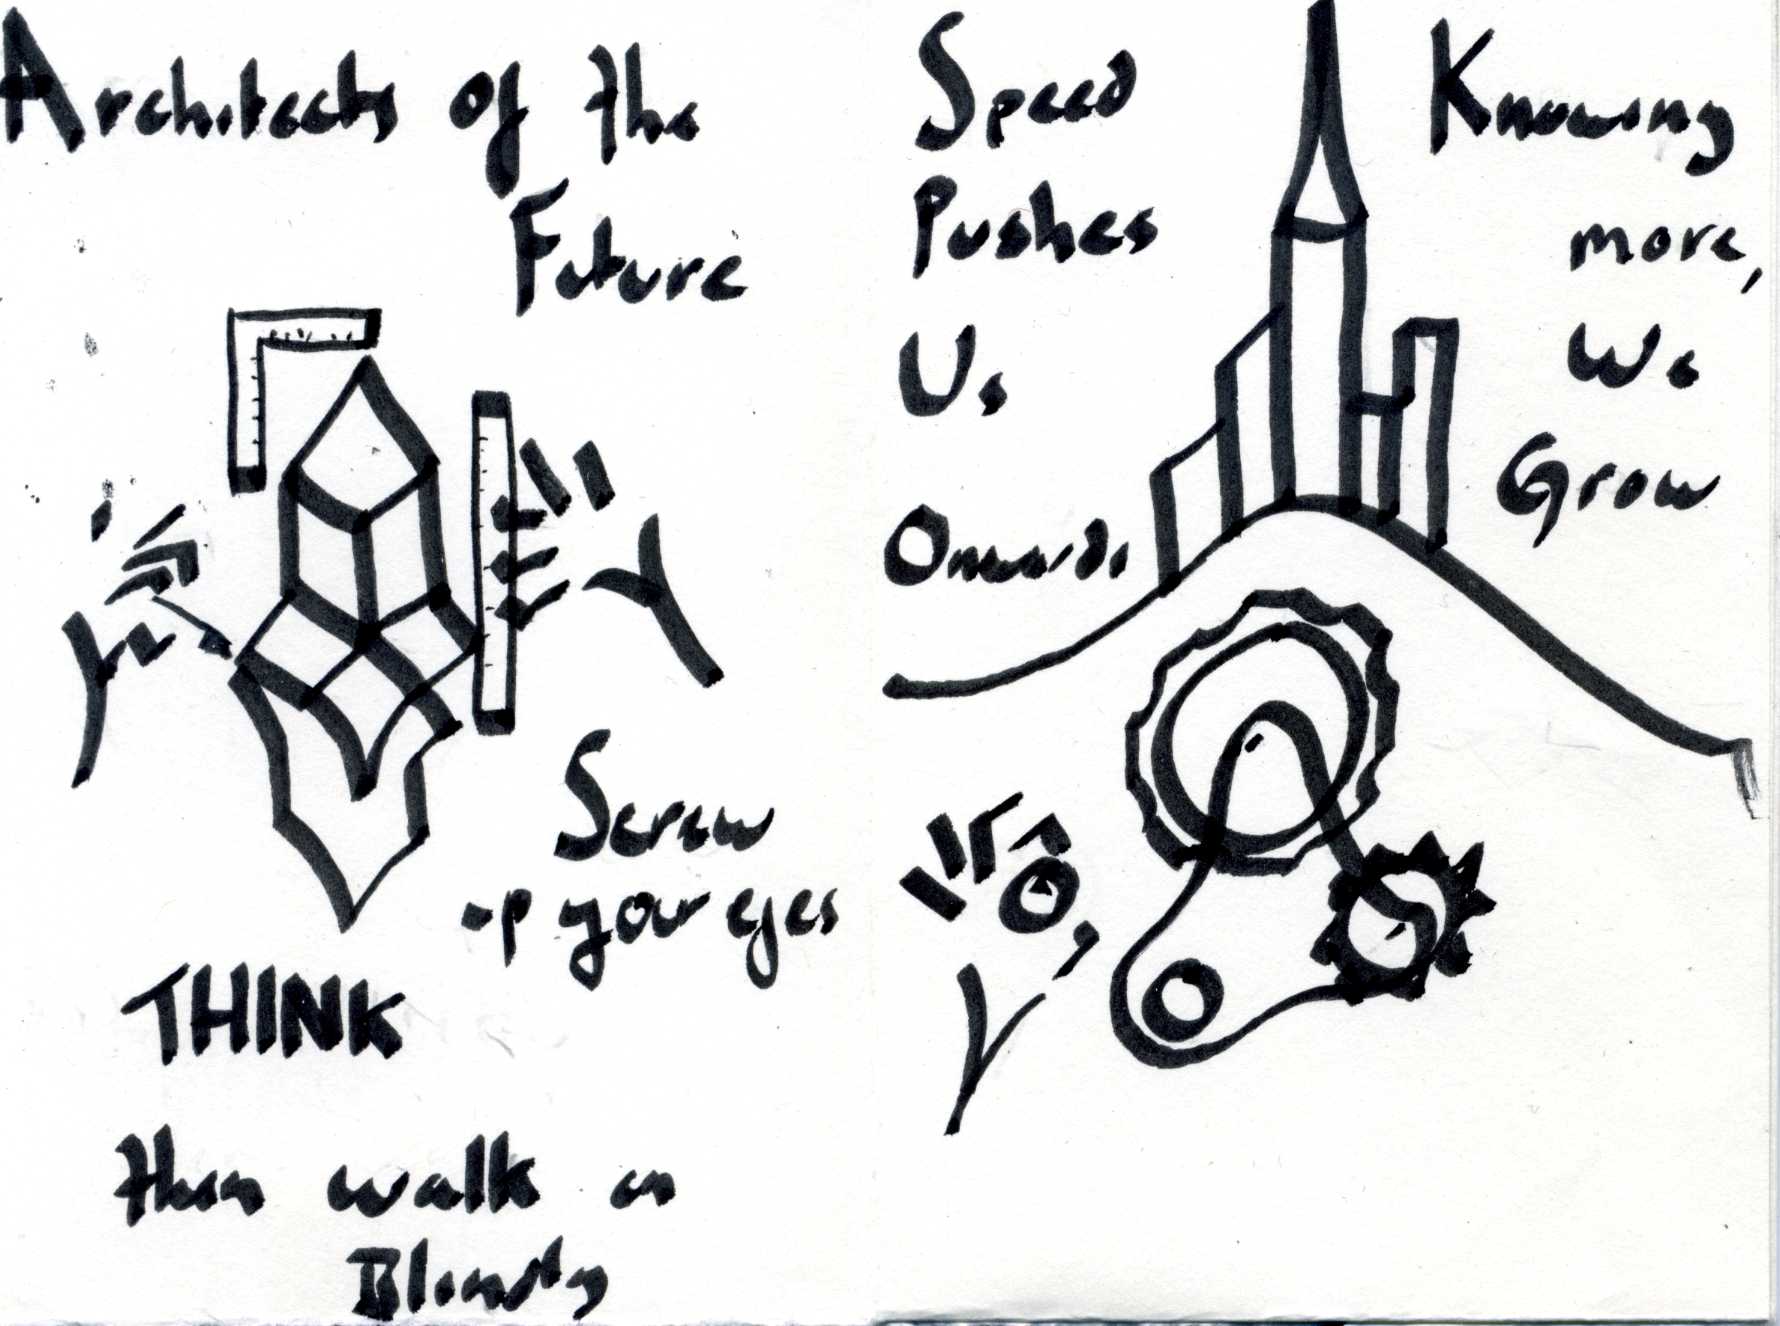 Architects of the
Future
Screw
up your eyes
THINK
then walk on
Blindly
Speed
Pushes
Us
Onwards
Knowing
more,
We
Grow